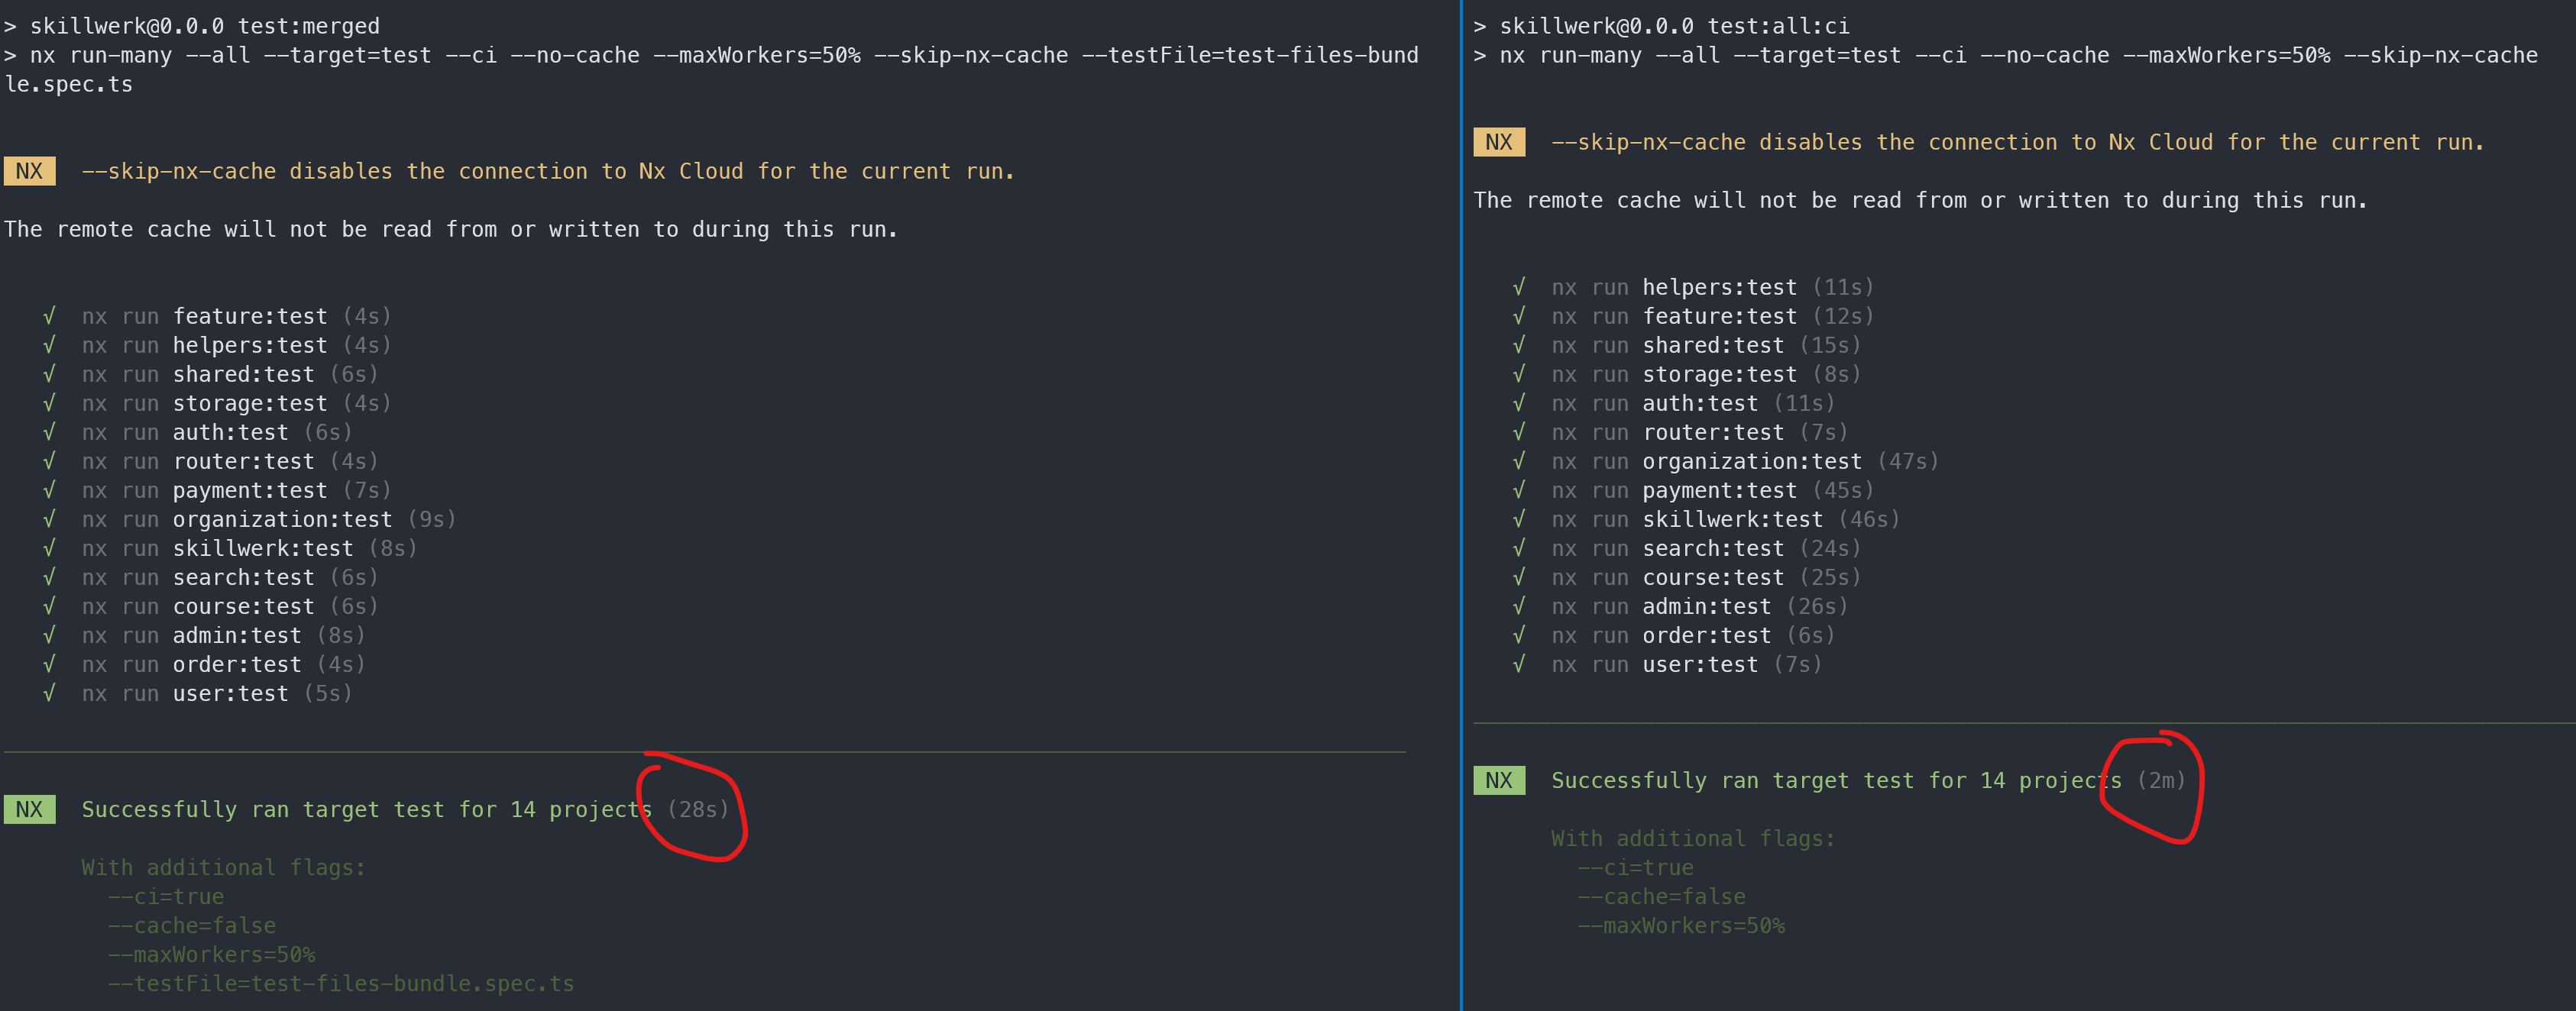 > skillwerk@0.0.0 test:merged
> nx run-many --all --target=test --ci --no-cache --maxWorkers=50% --skip-nx-cache --testFile=test-files-bund
le.spec.ts
NX --skip-nx-cache disables the connection to Nx Cloud for the current run.
The remote cache will not be read from or written to during this run.
√ nx run feature:test (4s)
√ nx run helpers:test (4s)
√ nx run shared:test (6s)
√ nx run storage:test (4s)
√ nx run auth:test (6s)
√ nx run router:test (4s)
√ nx run payment:test (7s)
√ nx run organization:test (9s)
√ nx run skillwerk:test (8s)
√ nx run search:test (6s)
√ nx run course:test (6s)
√ nx run admin:test (8s)
√ nx run order:test (4s)
√ nx run user:test (5s)
NX Successfully ran target test for 14 projects (28s)
With additional flags:
--ci=true
--cache=false
--maxWorkers=50%
--testFile=test-files-bundle.spec.ts
> skillwerk@0.0.0 test:all:ci
> nx run-many --all --target=test --ci --no-cache --maxWorkers=50% --skip-nx-cache
NX --skip-nx-cache disables the connection to Nx Cloud for the current run.
The remote cache will not be read from or written to during this run.
√ nx run helpers:test (11s)
√ nx run feature:test (12s)
√ nx run shared:test (15s)
√ nx run storage:test (8s)
√ nx run auth:test (11s)
√ nx run router:test (7s)
√ nx run organization:test (47s)
√ nx run payment:test (45s)
√ nx run skillwerk:test (46s)
√ nx run search:test (24s)
√ nx run course:test (25s)
√ nx run admin:test (26s)
√ nx run order:test (6s)
√ nx run user:test (7s)
NX Successfully ran target test for 14 projects (2m)
With additional flags:
--ci=true
--cache=false
--maxWorkers=50%